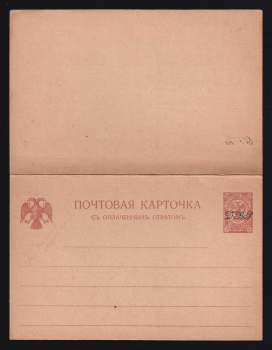 ПОЧТОВАЯ КАРТОЧКА
СЪ ОПЛАЧЕННЫМЪ ОТВѢТОМЪ